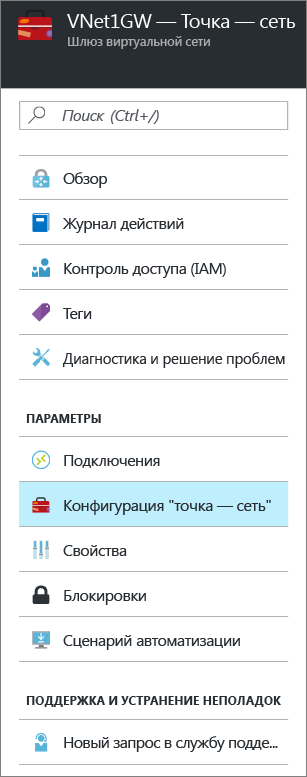 VNet1GW — Точка — сеть
Шлюз виртуальной сети
Поиск (Ctrl+/)
Обзор
Журнал действий
Контроль доступа (IAM)
Теги
Диагностика и решение проблем
ПАРАМЕТРЫ
Подключения
Конфигурация "точка — сеть"
Свойства
Блокировки
Сценарий автоматизации
ПОДДЕРЖКА И УСТРАНЕНИЕ НЕПОЛАДОК
Новый запрос в службу подде...